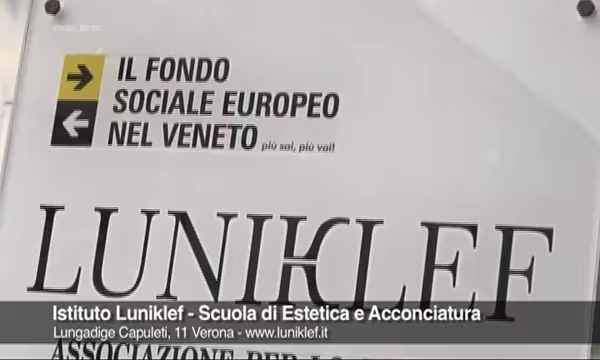 IL FONDO
SOCIALE EUROPEO
NEL VENETO più sai, più vali!
LUNIKLEF
Istituto Luniklef - Scuola di Estetica e Acconciatura
Lungadige Capuleti, 11 Verona - www.luniklef.it
ASSOCIAZIONE PER